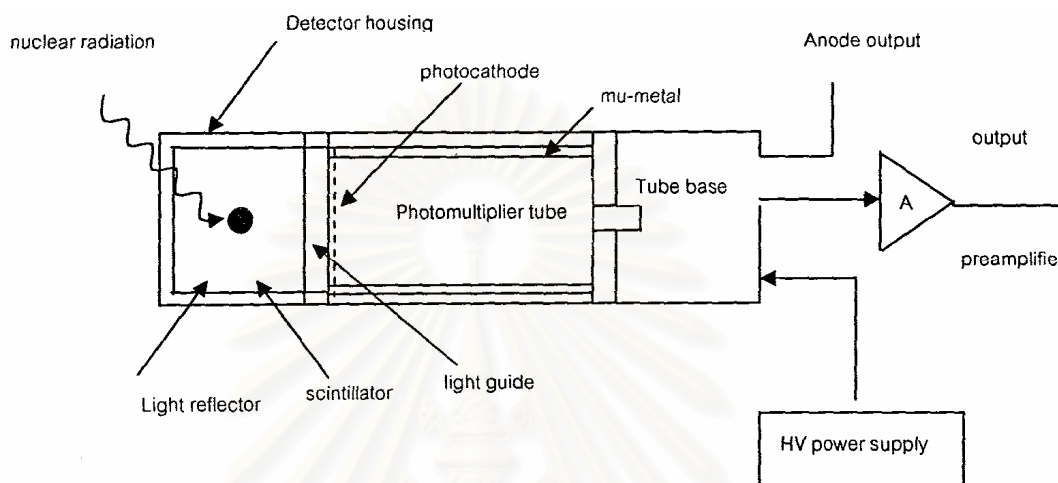 Detector housing
nuclear radiation
Anode output
photocathode
mu-metal
output
Tube base
Photomultiplier tube
A
preamplifie
light guide
scintillator
Light reflector
HV power supply